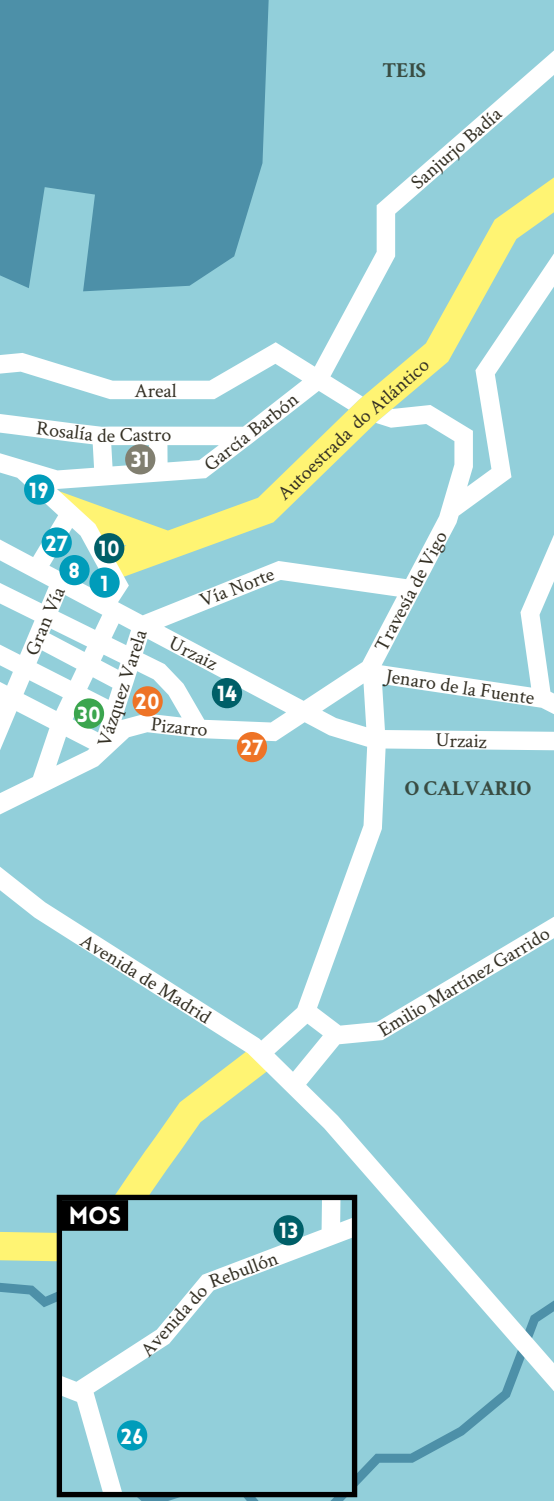 TEIS
Sanjurjo Badía
Autoestrada do Atlántico
Areal
García Barbón
Rosalía de Castro
31
19
27
10
8
1
Vía Norte
Travesía de Vigo
Gran Vía
Urzaiz
Vázquez Varela
Jenaro de la Fuente
14
20
30
Pizarro
27
Urzaiz
O CALVARIO
Avenida de Madrid
Emilio Martínez Garrido
MOS
13
Avenida do Rebullón
26